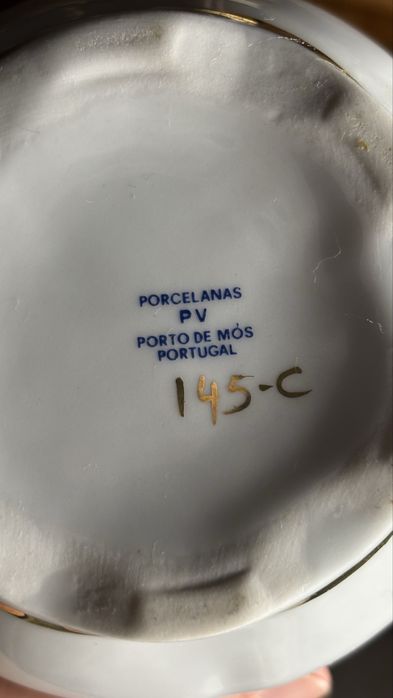 PORCELANAS
PV
PORTO DE MÓS
PORTUGAL
145-C